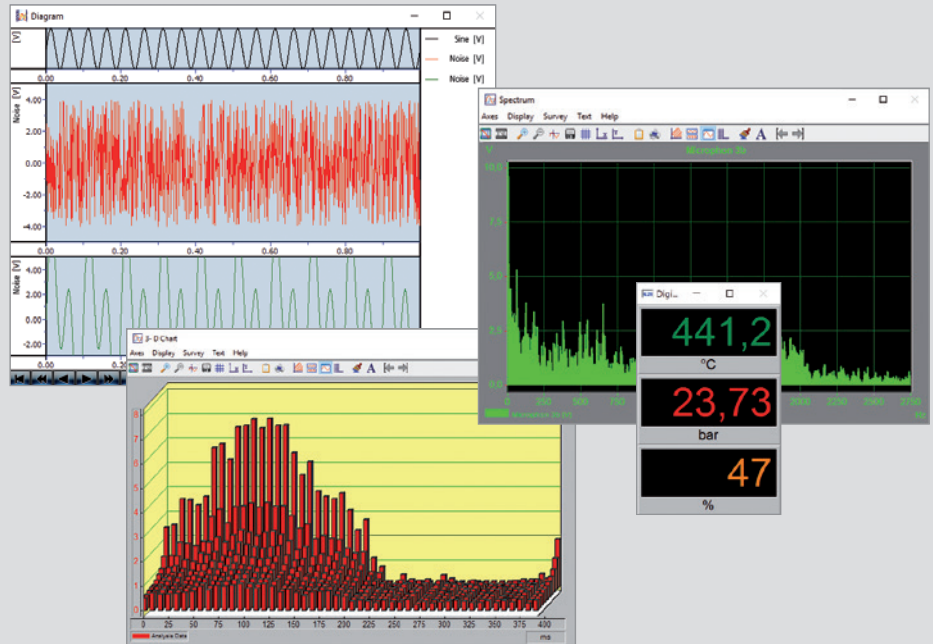 Diagram
[V]
Sine [V]
Noise [V]
Noise [V]
0.00 0.20 0.40 0.60 0.80
Noise [V]
4.00
2.00
0.00
-2.00
-4.00
0.00 0.20 0.40 0.60 0.80
Noise [V]
4.00
2.00
0.00
-2.00
0.00
Spectrum
Axes Display Survey Text Help
V
Microphon 3b
10,0
7,5
5,0
2,5
0,0
0 250 500 750 2000 2250 2500 2750
Hz
Digi...
441,2
°C
23,73
bar
47
%
3- D Chart
Axes Display Survey Text Help
8
7
6
5
4
3
2
1
0
0 25 50 75 100 125 150 175 200 225 250 275 300 325 350 375 400
Analysis Data
ms